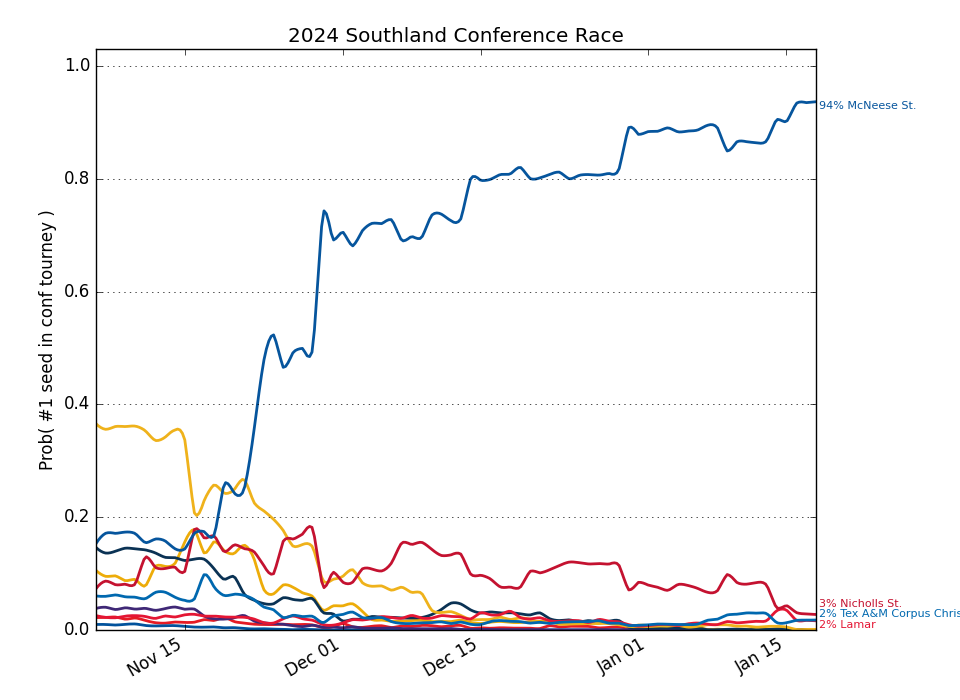 2024 Southland Conference Race
Prob( #1 seed in conf tourney )
1.0
0.8
0.6
0.4
0.2
0.0
94% McNeese St.
3% Nicholls St.
2% Tex A&M Corpus Chris
2% Lamar
Nov 15
Dec 01
Dec 15
Jan 01
Jan 15